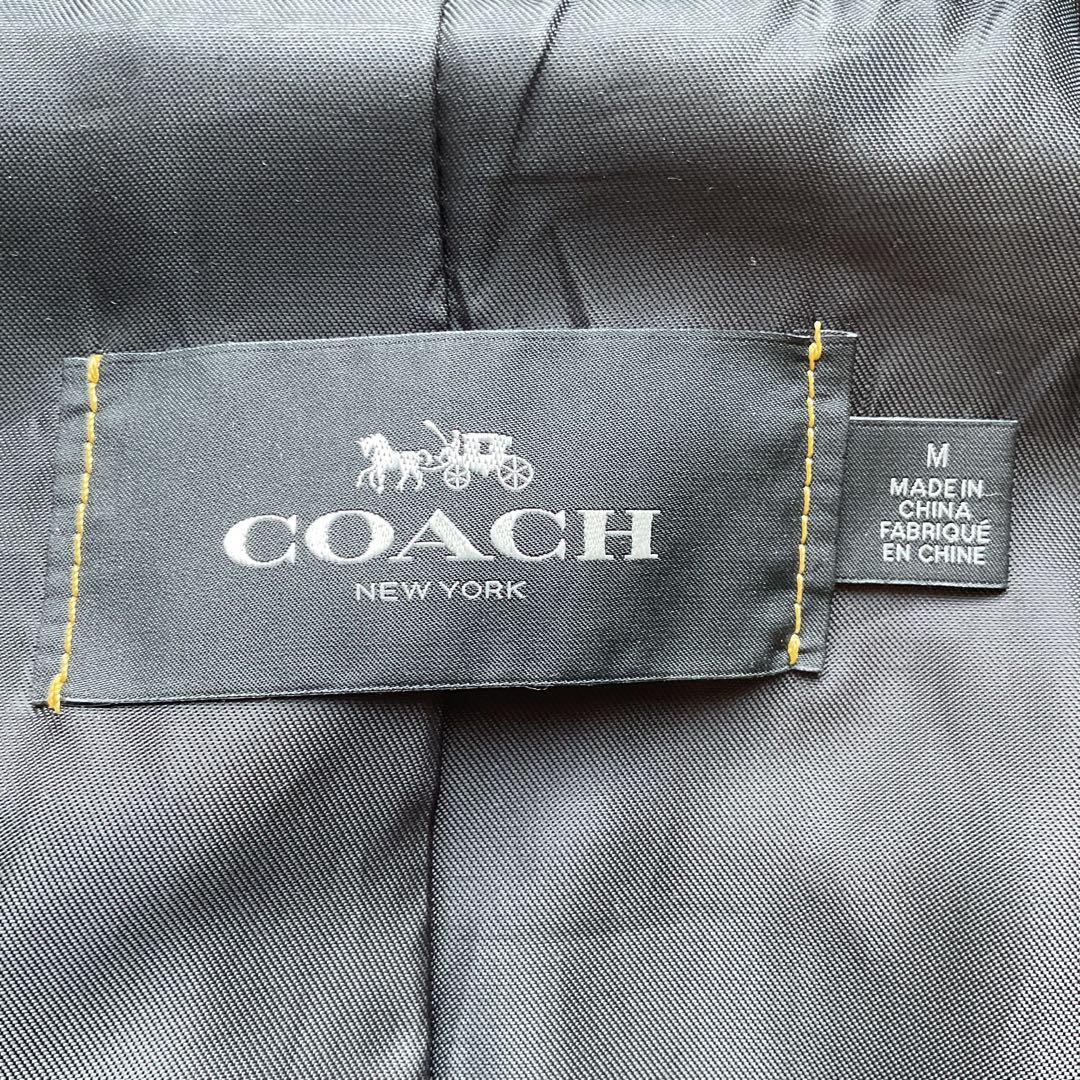 COACH
NEW YORK
M
MADE IN
CHINA
FABRIQUÉ
EN CHINE